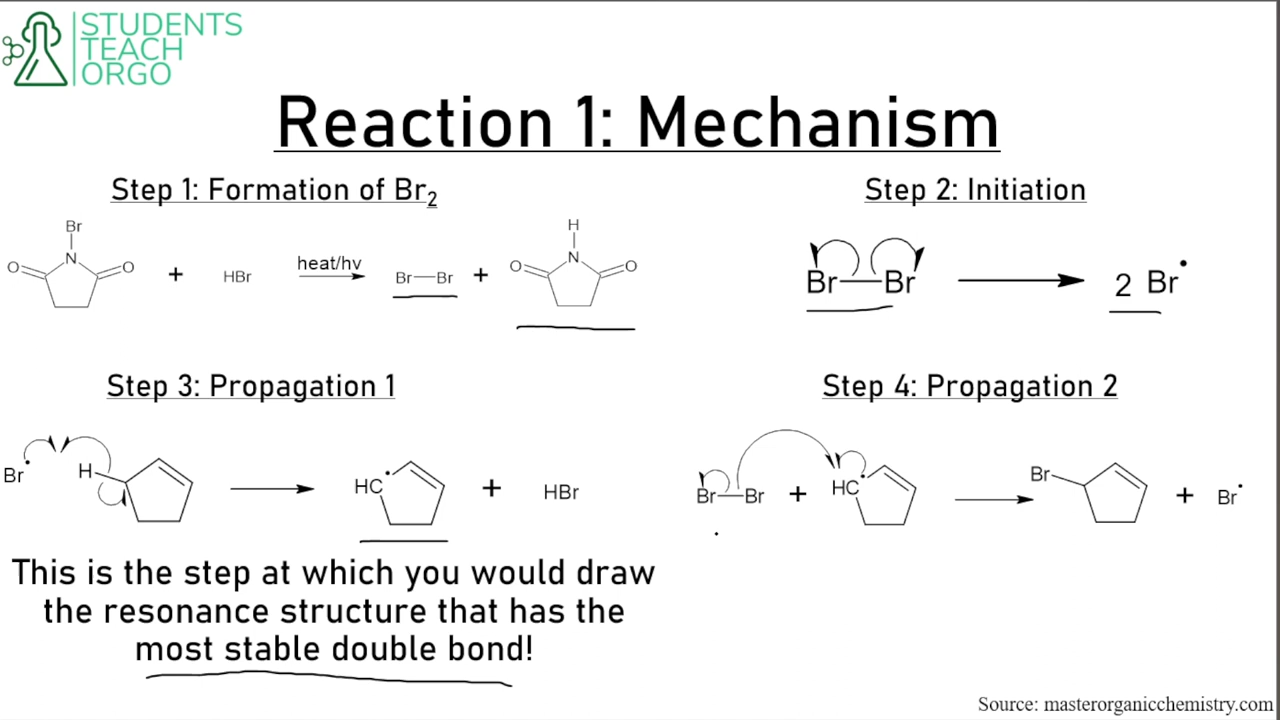 STUDENTS
TEACH
ORGO
Reaction 1: Mechanism
Step 1: Formation of Br₂
Br
N
O
O
+
HBr
heat/hv
Br—Br
+
H
N
O
O
Step 2: Initiation
Br—Br
2 Br•
Step 3: Propagation 1
Br•
H
HC•
+
HBr
This is the step at which you would draw
the resonance structure that has the
most stable double bond!
Step 4: Propagation 2
Br—Br
+
HC•
Br
+
Br•
Source: masterorganicchemistry.com